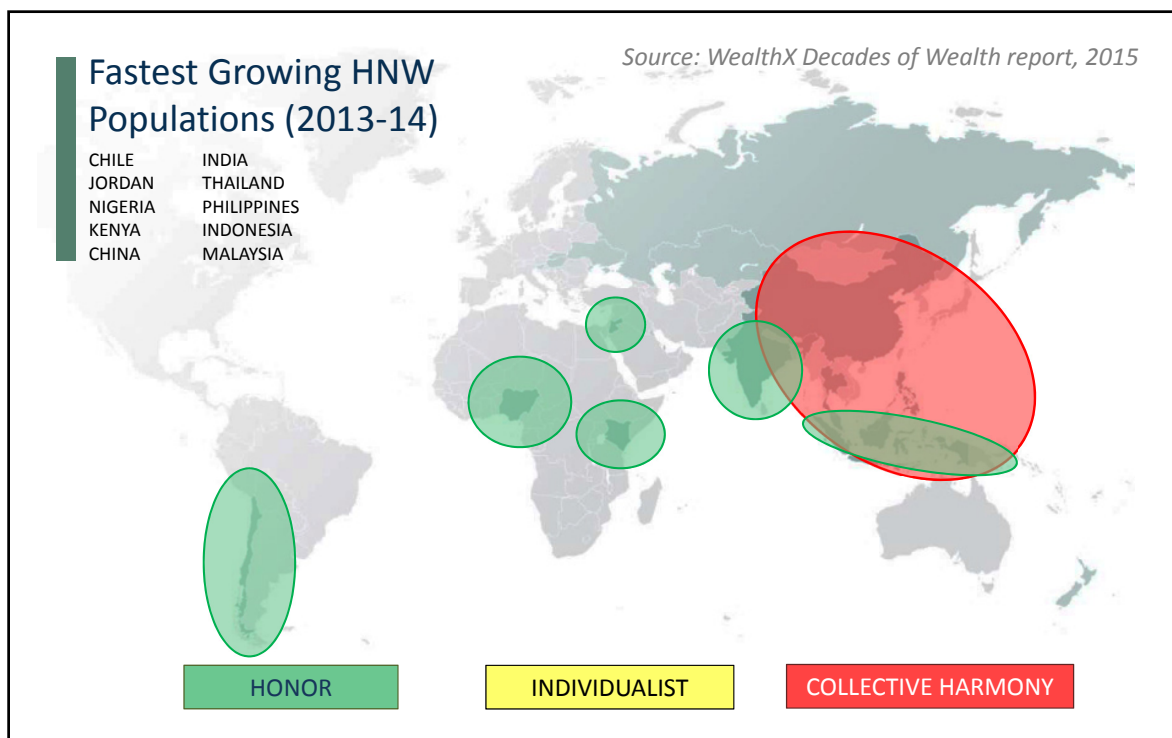 Fastest Growing HNW
Populations (2013-14)
Source: WealthX Decades of Wealth report, 2015
CHILE
JORDAN
NIGERIA
KENYA
CHINA
INDIA
THAILAND
PHILIPPINES
INDONESIA
MALAYSIA
HONOR
INDIVIDUALIST
COLLECTIVE HARMONY